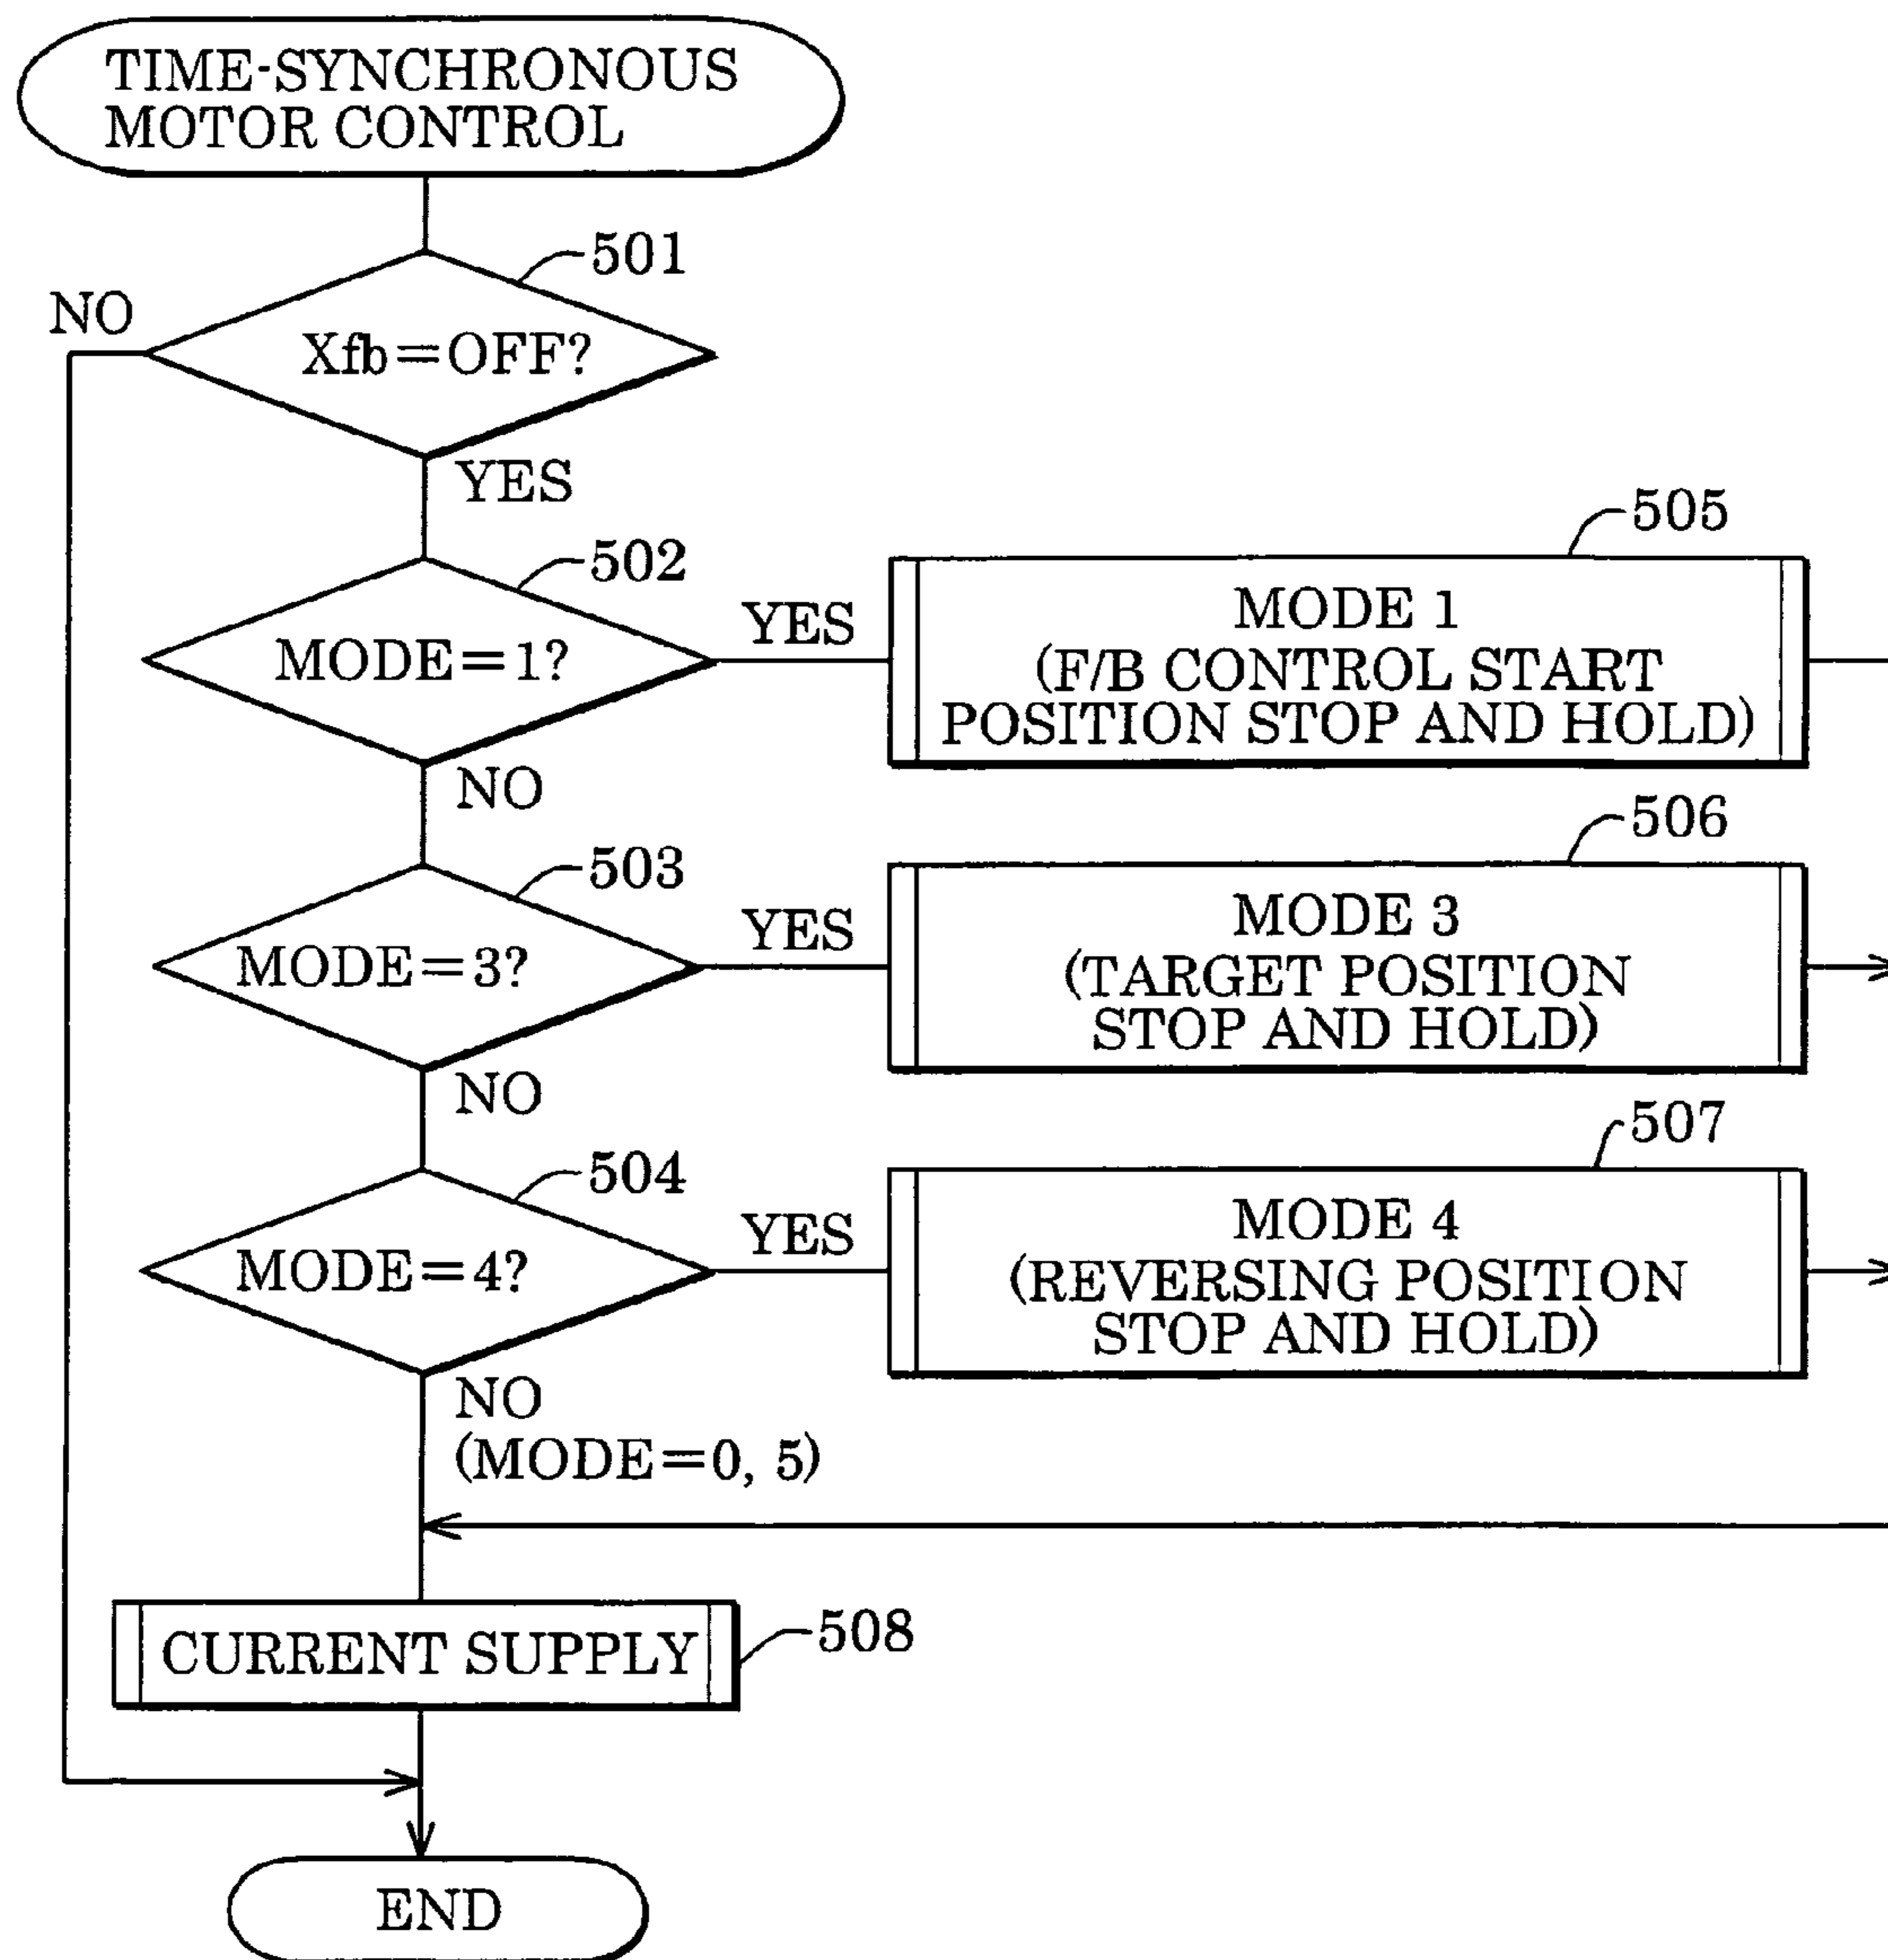 TIME-SYNCHRONOUS
MOTOR CONTROL
501
NO
Xfb=OFF?
YES
502
MODE=1?
YES
505
MODE 1
(F/B CONTROL START
POSITION STOP AND HOLD)
NO
503
MODE=3?
YES
506
MODE 3
(TARGET POSITION
STOP AND HOLD)
NO
504
MODE=4?
YES
507
MODE 4
(REVERSING POSITION
STOP AND HOLD)
NO
(MODE=0, 5)
CURRENT SUPPLY
508
END